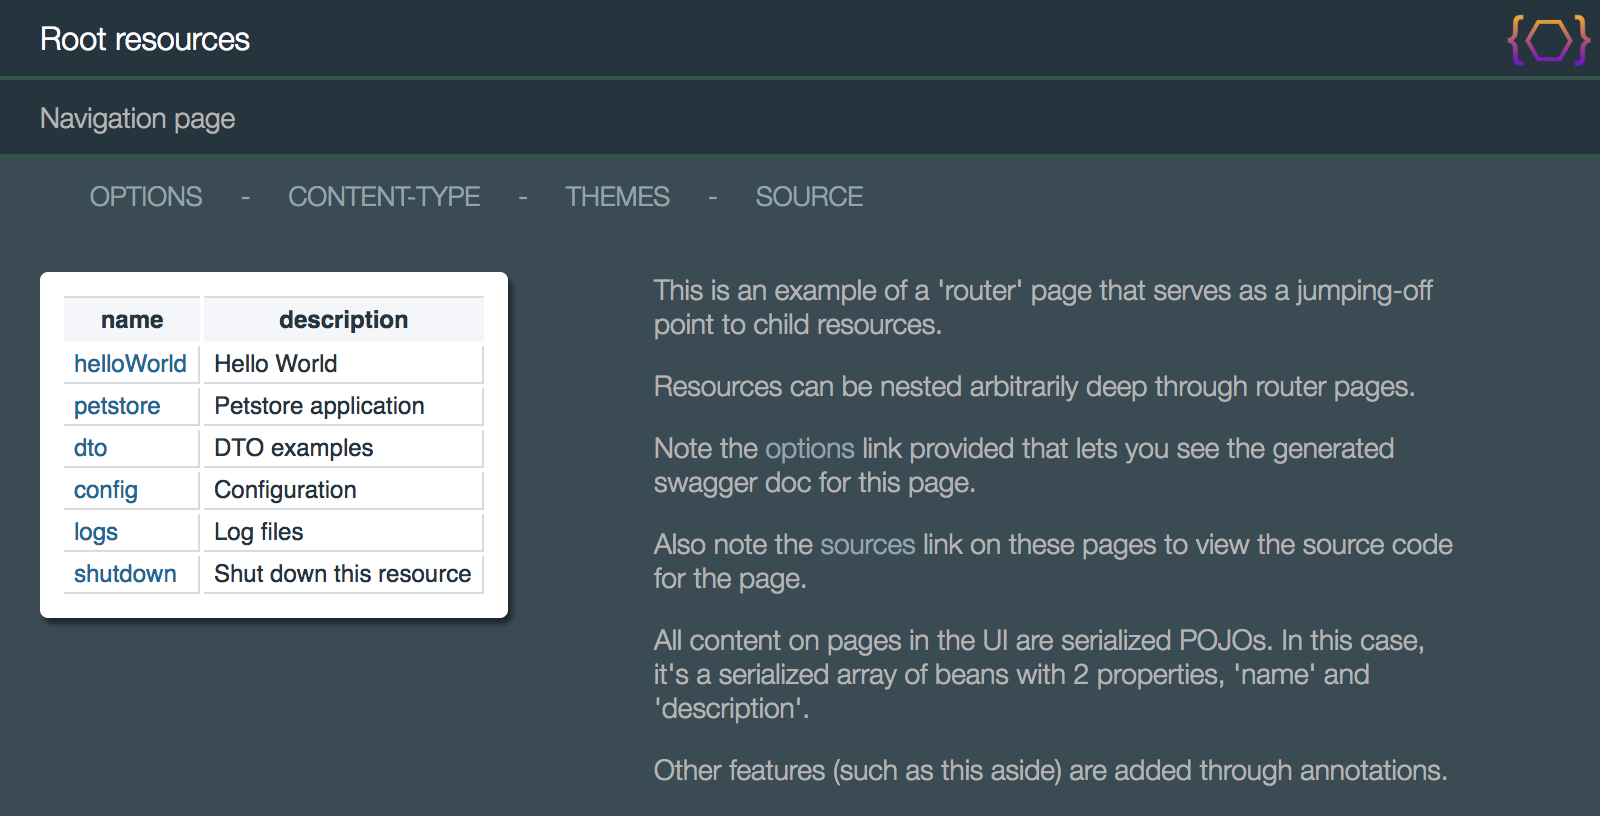 Root resources
Navigation page
OPTIONS - CONTENT-TYPE - THEMES - SOURCE
name description
helloWorld Hello World
petstore Petstore application
dto DTO examples
config Configuration
logs Log files
shutdown Shut down this resource
This is an example of a 'router' page that serves as a jumping-off
point to child resources.
Resources can be nested arbitrarily deep through router pages.
Note the options link provided that lets you see the generated
swagger doc for this page.
Also note the sources link on these pages to view the source code
for the page.
All content on pages in the UI are serialized POJOs. In this case,
it's a serialized array of beans with 2 properties, 'name' and
'description'.
Other features (such as this aside) are added through annotations.